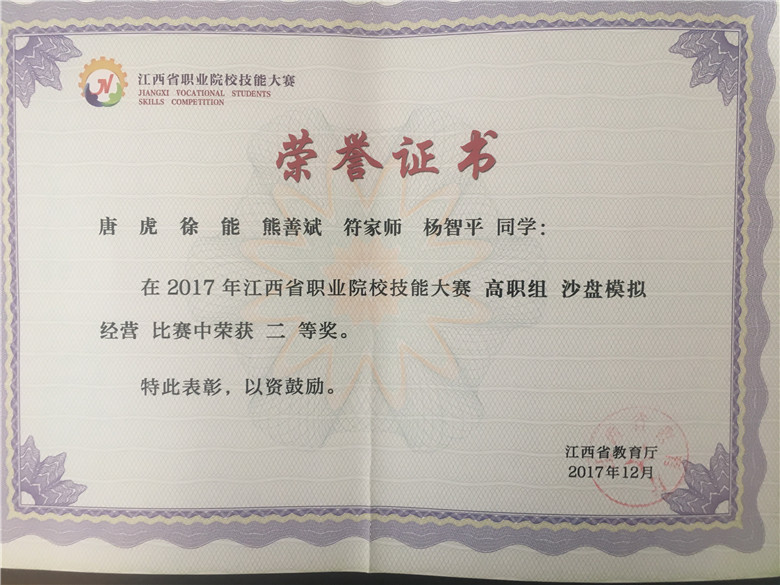 江西省职业院校技能大赛
JIANGXI VOCATIONAL STUDENTS
SKILLS COMPETITION
荣誉证书
唐虎 徐能 熊善斌 符家师 杨智平 同学：
在 2017 年江西省职业院校技能大赛 高职组 沙盘模拟
经营 比赛中荣获 二 等奖。
特此表彰，以资鼓励。
江西省教育厅
2017年12月